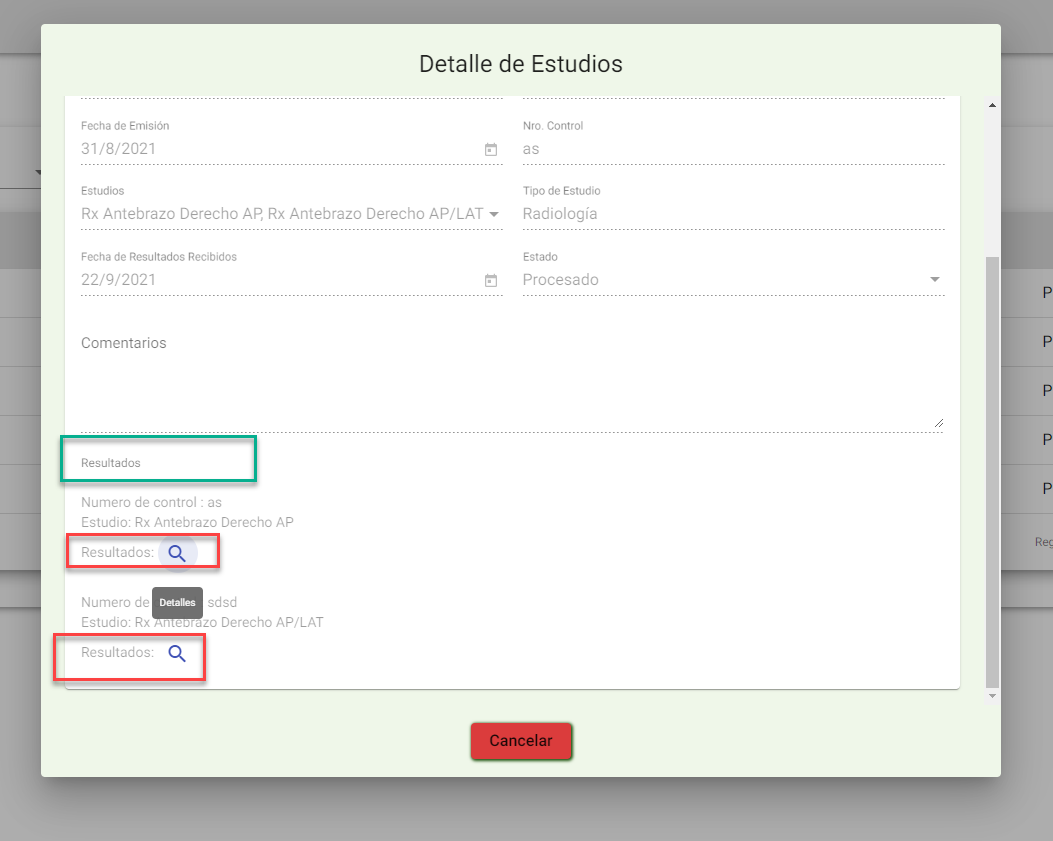 Detalle de Estudios
Fecha de Emisión
31/8/2021
Nro. Control
as
Estudios
Rx Antebrazo Derecho AP, Rx Antebrazo Derecho AP/LAT
Tipo de Estudio
Radiología
Fecha de Resultados Recibidos
22/9/2021
Estado
Procesado
Comentarios
Resultados
Numero de control : as
Estudio: Rx Antebrazo Derecho AP
Resultados:
Detalles
Numero de sdsd
Estudio: Rx Antebrazo Derecho AP/LAT
Resultados:
Cancelar
P
P
P
P
P
Reg